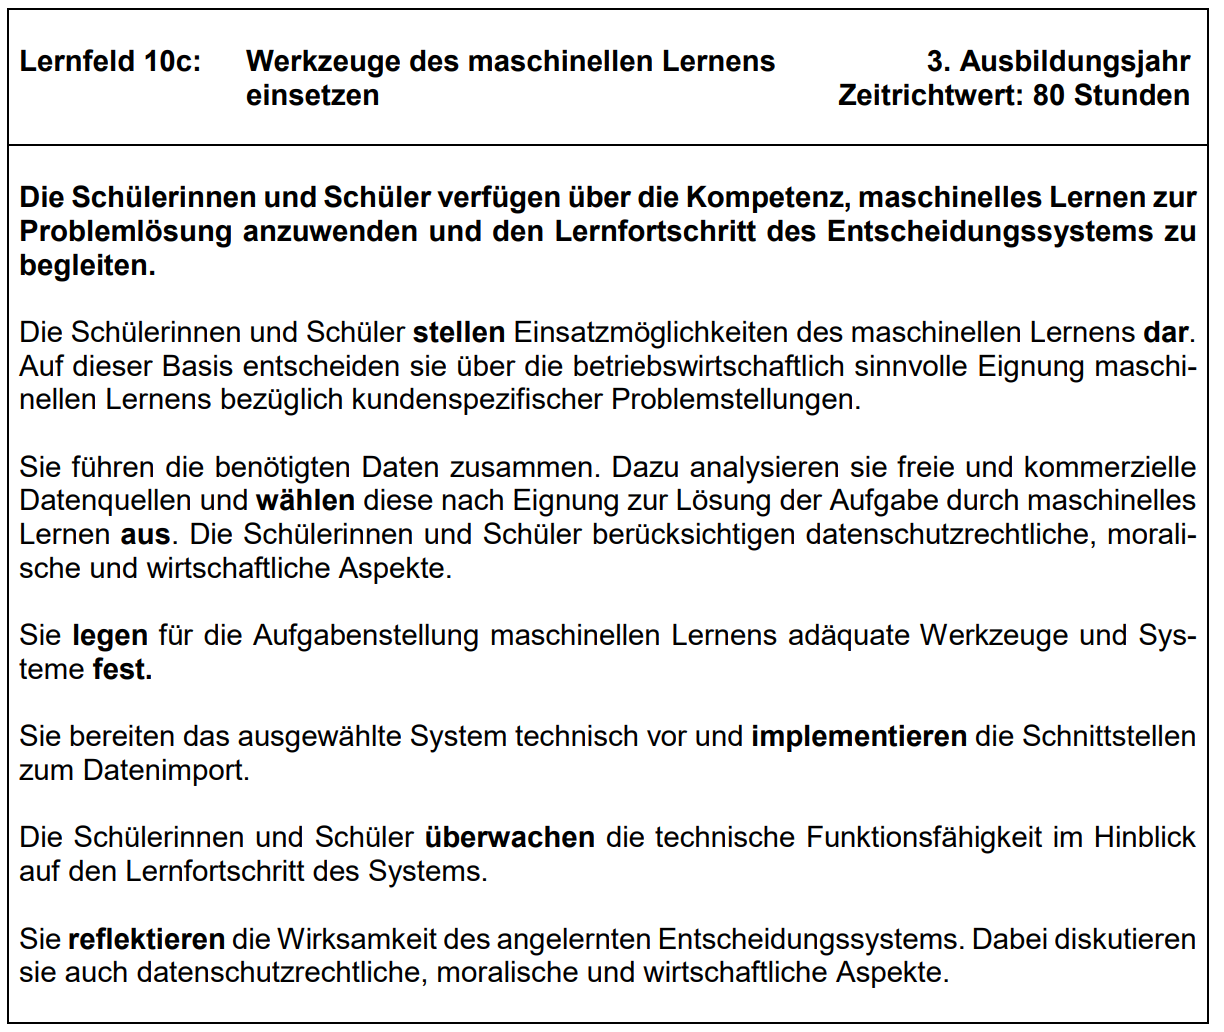 Lernfeld 10c: Werkzeuge des maschinellen Lernens 3. Ausbildungsjahr
einsetzen Zeitrichtwert: 80 Stunden
Die Schülerinnen und Schüler verfügen über die Kompetenz, maschinelles Lernen zur
Problemlösung anzuwenden und den Lernfortschritt des Entscheidungssystems zu
begleiten.
Die Schülerinnen und Schüler stellen Einsatzmöglichkeiten des maschinellen Lernens dar.
Auf dieser Basis entscheiden sie über die betriebswirtschaftlich sinnvolle Eignung maschi-
nellen Lernens bezüglich kundenspezifischer Problemstellungen.
Sie führen die benötigten Daten zusammen. Dazu analysieren sie freie und kommerzielle
Datenquellen und wählen diese nach Eignung zur Lösung der Aufgabe durch maschinelles
Lernen aus. Die Schülerinnen und Schüler berücksichtigen datenschutzrechtliche, morali-
sche und wirtschaftliche Aspekte.
Sie legen für die Aufgabenstellung maschinellen Lernens adäquate Werkzeuge und Sys-
teme fest.
Sie bereiten das ausgewählte System technisch vor und implementieren die Schnittstellen
zum Datenimport.
Die Schülerinnen und Schüler überwachen die technische Funktionsfähigkeit im Hinblick
auf den Lernfortschritt des Systems.
Sie reflektieren die Wirksamkeit des angelernten Entscheidungssystems. Dabei diskutieren
sie auch datenschutzrechtliche, moralische und wirtschaftliche Aspekte.